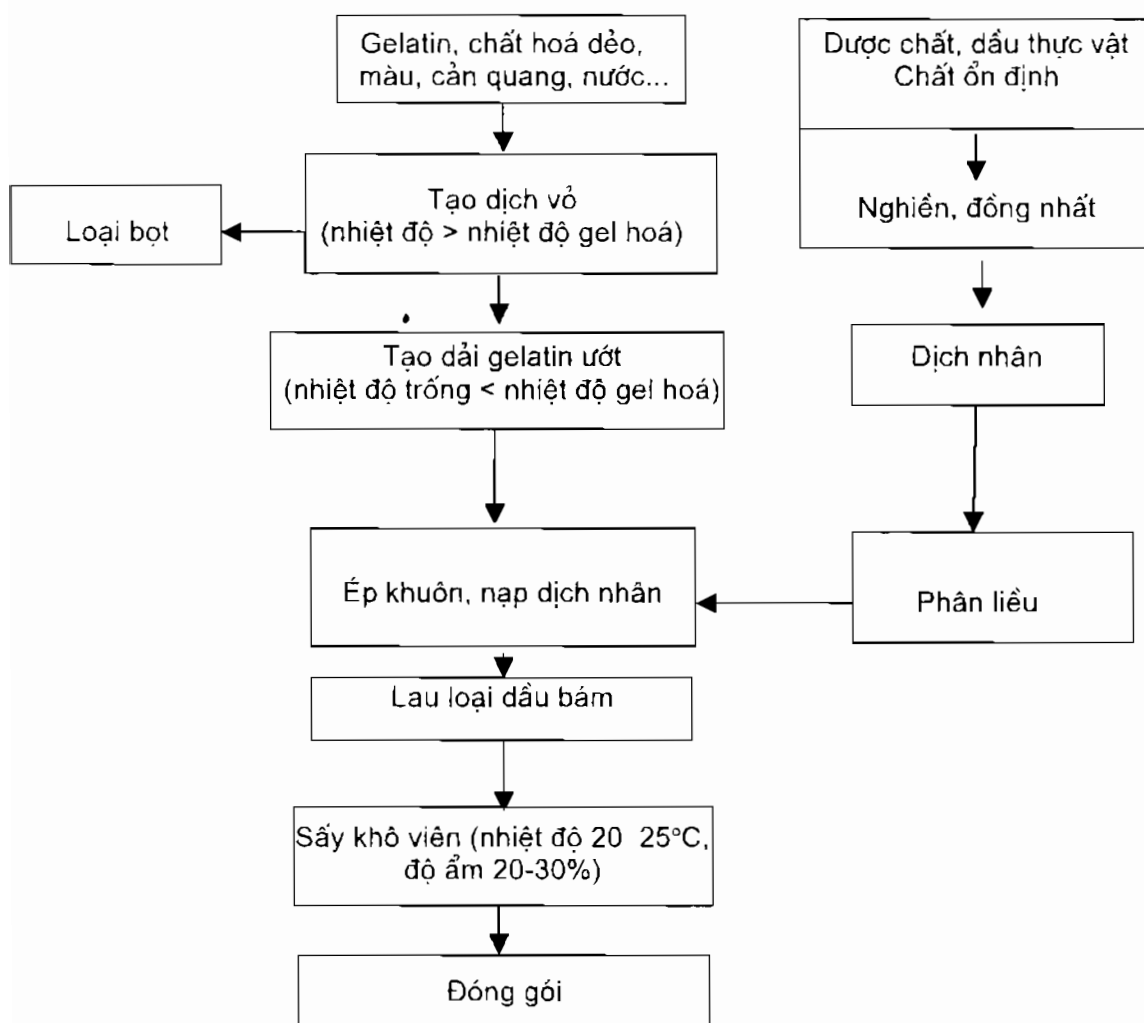 Gelatin, chất hoá dẻo,
màu, cản quang, nước...
Dược chất, dầu thực vật
Chất ổn định
Loại bọt
Tạo dịch vỏ
(nhiệt độ > nhiệt độ gel hoá)
Nghiền, đồng nhất
Tạo dải gelatin ướt
(nhiệt độ trống < nhiệt độ gel hoá)
Dịch nhân
Ép khuôn, nạp dịch nhân
Phân liều
Lau loại dầu bám
Sấy khô viên (nhiệt độ 20 25°C,
độ ẩm 20-30%)
Đóng gói